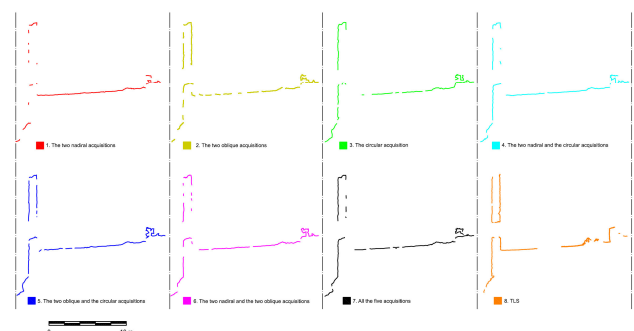 1. The two nadiral acquisitions
2. The two oblique acquisitions
3. The circular acquisition
4. The two nadiral and the circular acquisitions
5. The two oblique and the circular acquisitions
6. The two nadiral and the two oblique acquisitions
7. All the five acquisitions
8. TLS